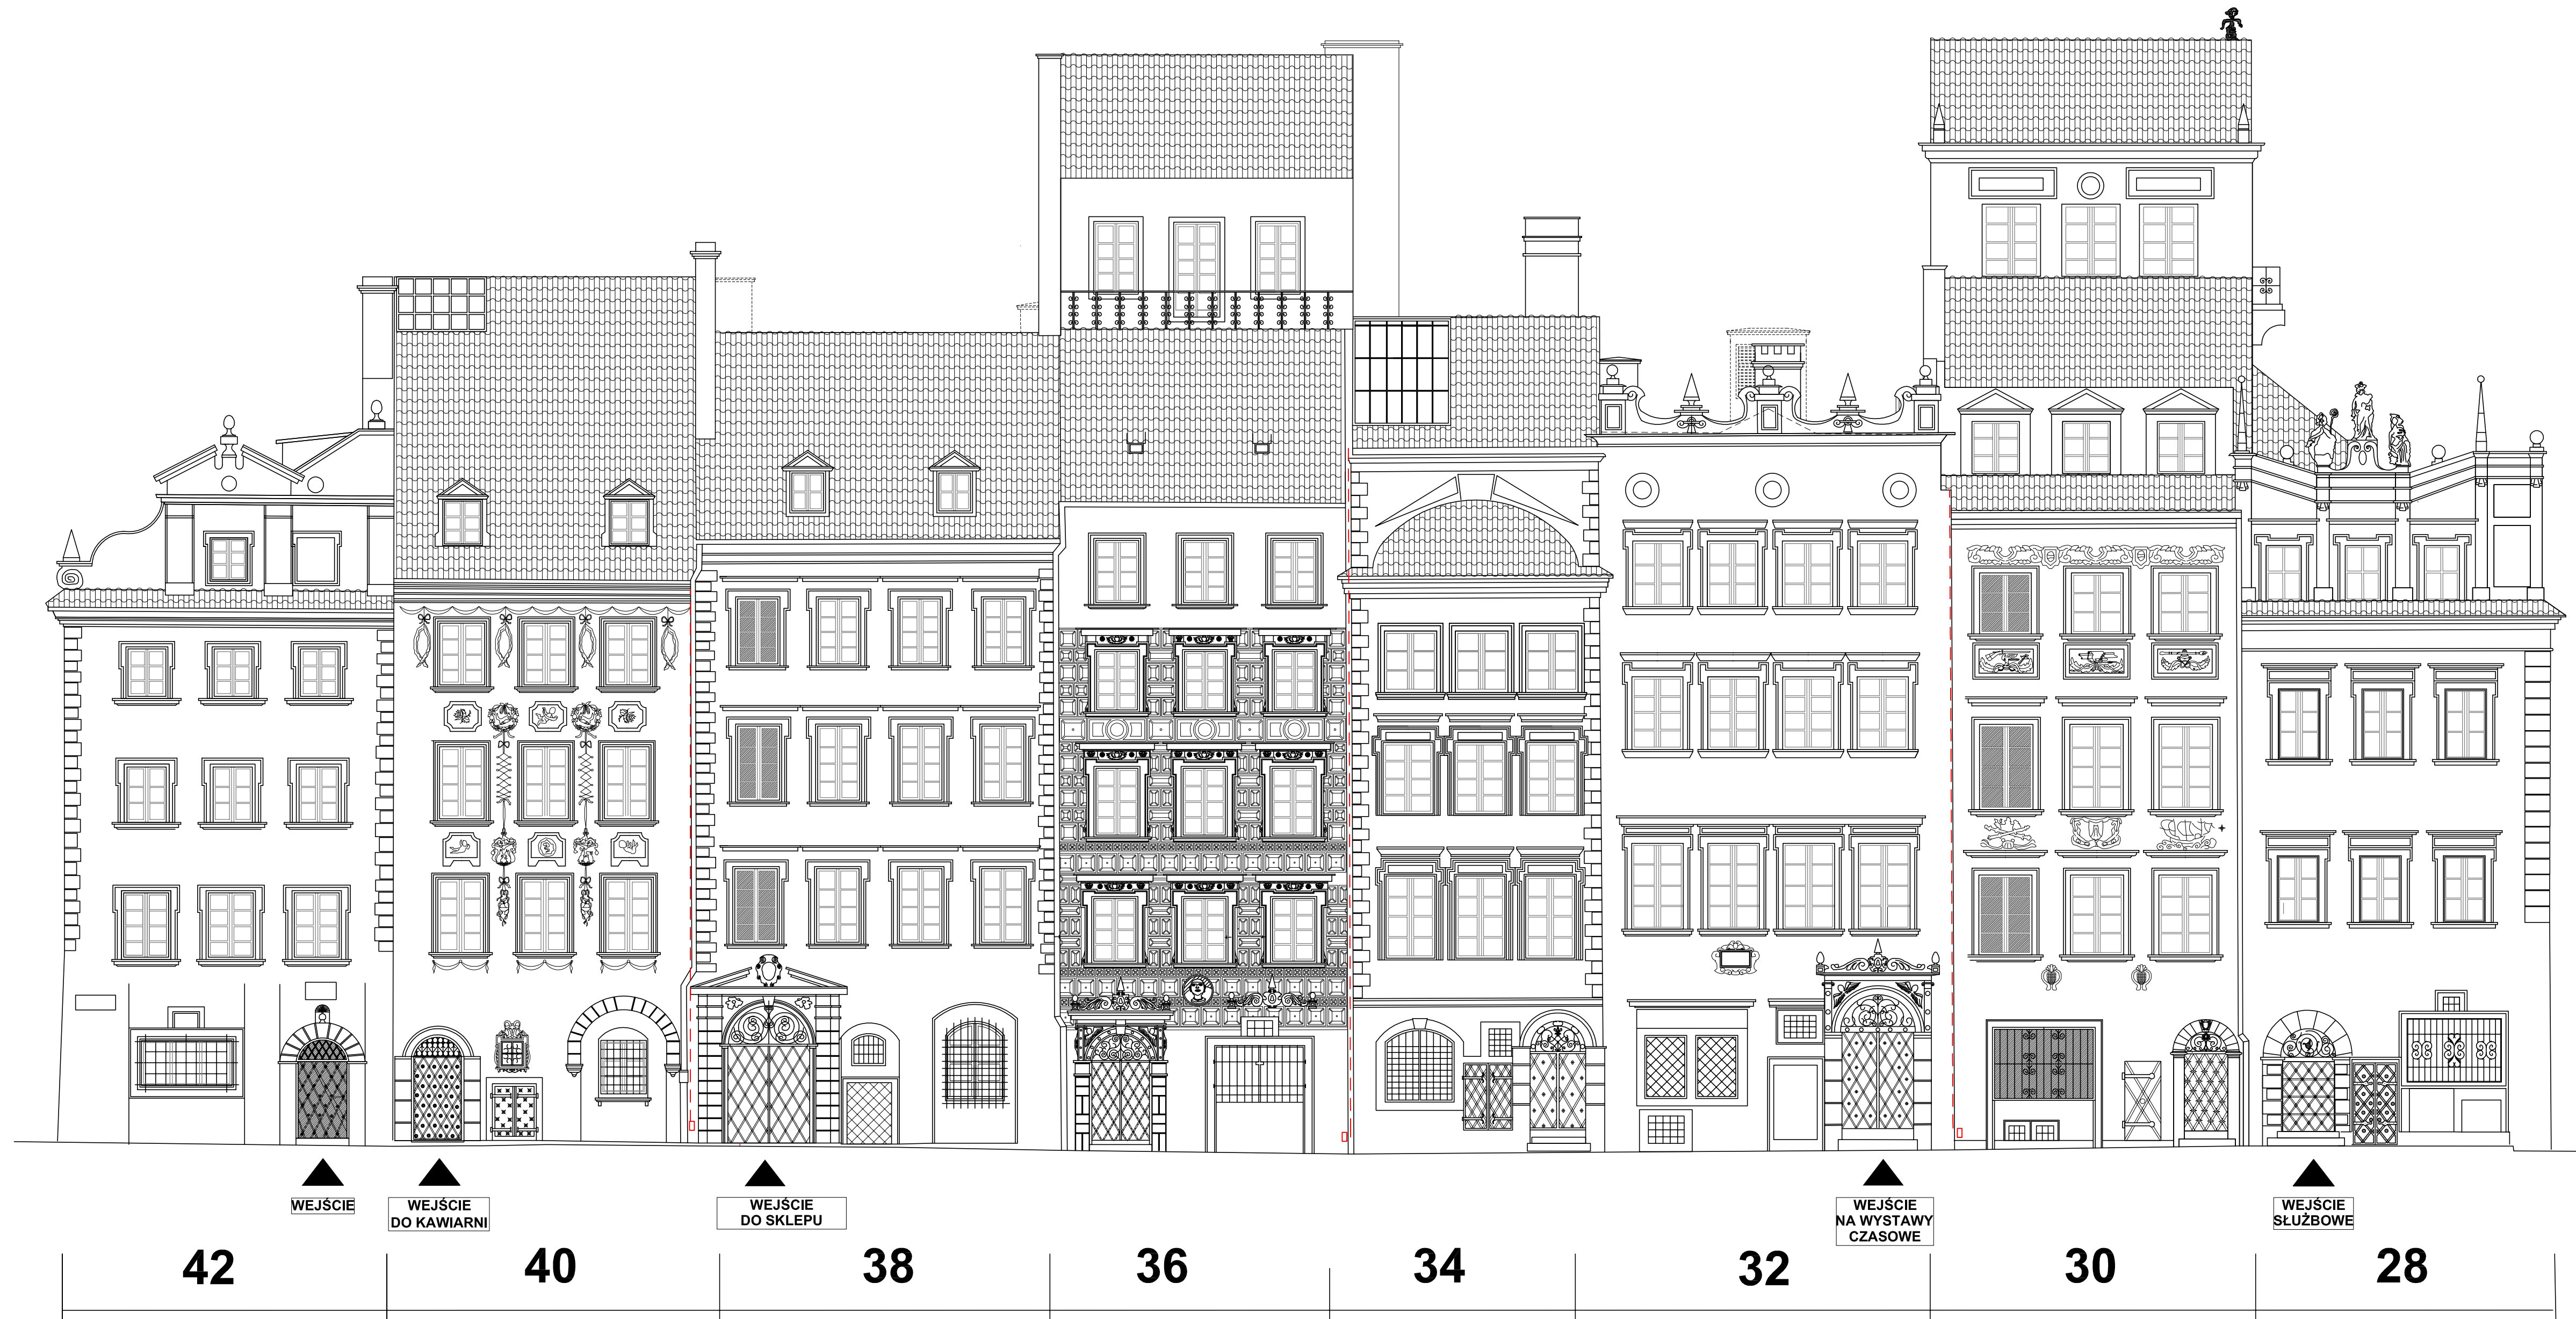 WEJŚCIE
WEJŚCIE
DO KAWIARNI
WEJŚCIE
DO SKLEPU
WEJŚCIE
NA WYSTAWY
CZASOWE
WEJŚCIE
SŁUŻBOWE
42
40
38
36
34
32
30
28